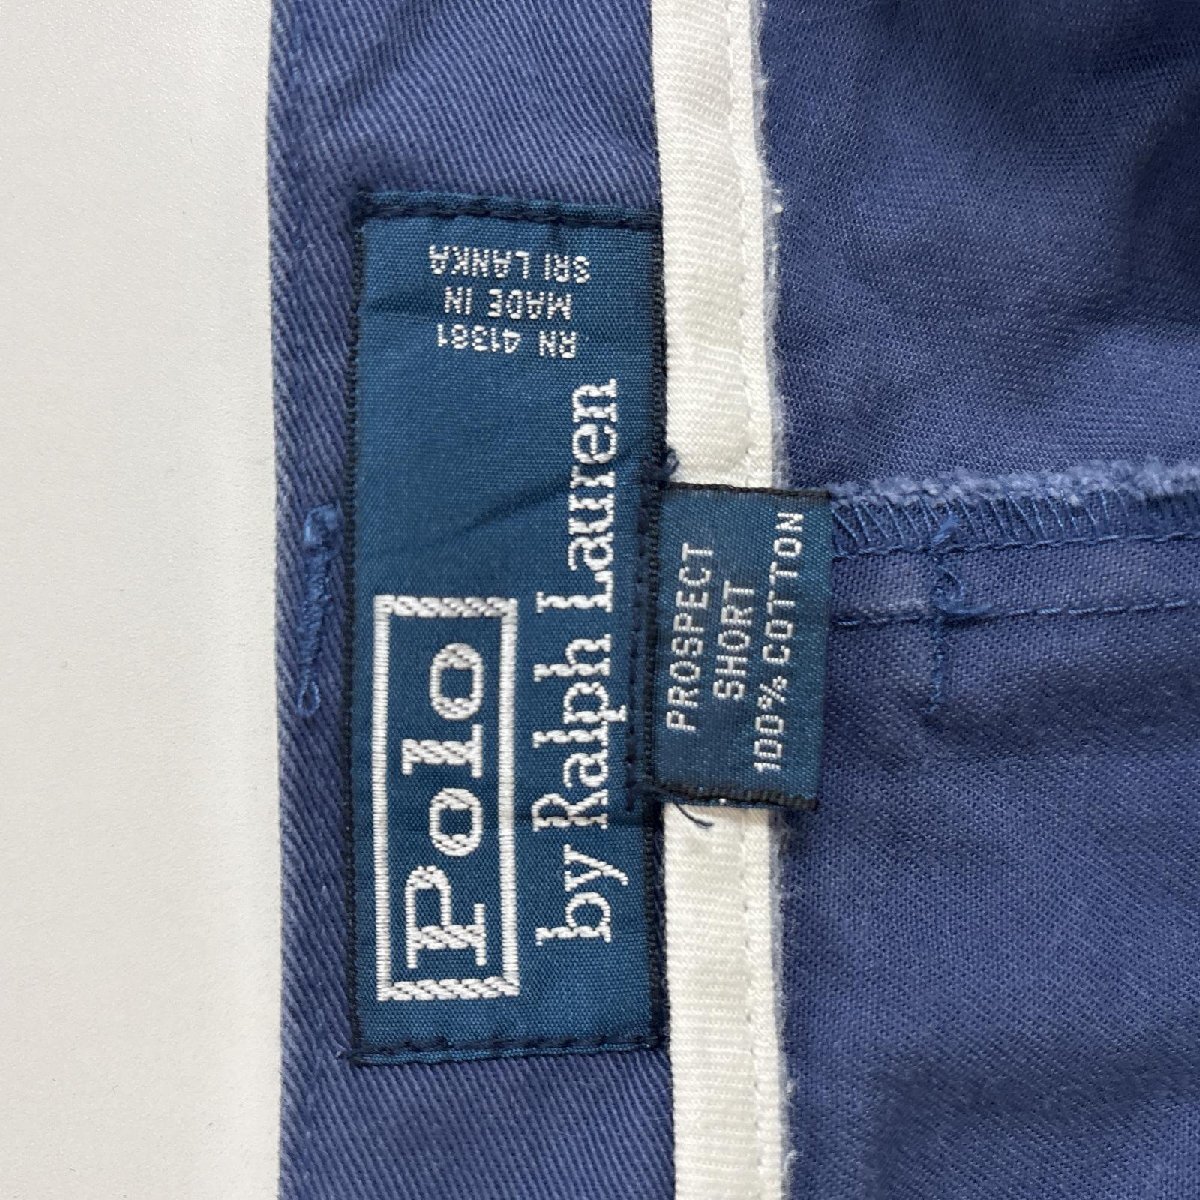 Polo
by Ralph Lauren
RN 41381
MADE IN
SRI LANKA
PROSPECT
SHORT
100% COTTON